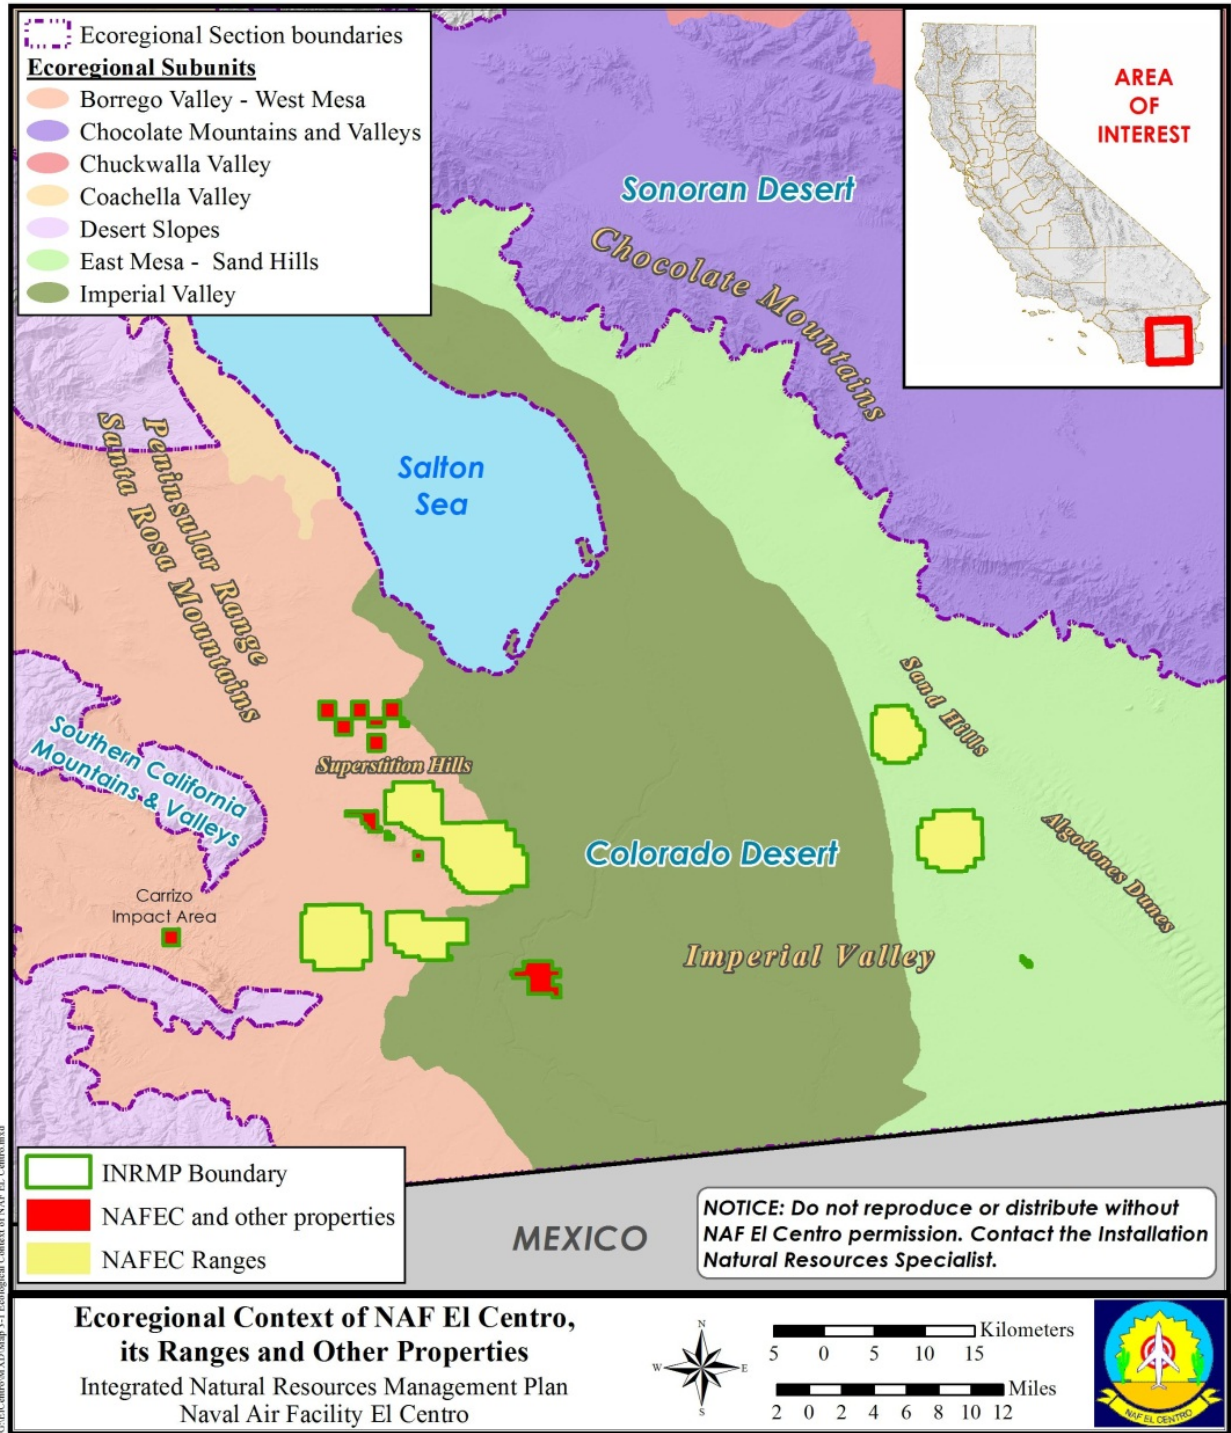 Ecoregional Section boundaries
Ecoregional Subunits
Borrego Valley - West Mesa
Chocolate Mountains and Valleys
Chuckwalla Valley
Coachella Valley
Desert Slopes
East Mesa - Sand Hills
Imperial Valley
AREA
OF
INTEREST
Sonoran Desert
Chocolate Mountains
Salton
Sea
Peninsular Range
Santa Rosa Mountains
Sand Hills
Southern California
Mountains & Valleys
Superstition Hills
Colorado Desert
Algodones Dunes
Carrizo
Impact Area
Imperial Valley
INRMP Boundary
NAFEC and other properties
NAFEC Ranges
MEXICO
NOTICE: Do not reproduce or distribute without
NAF El Centro permission. Contact the Installation
Natural Resources Specialist.
Ecoregional Context of NAF El Centro,
its Ranges and Other Properties
Integrated Natural Resources Management Plan
Naval Air Facility El Centro
N
W E
S
Kilometers
5 0 5 10 15
Miles
2 0 2 4 6 8 10 12
NAF EL CENTRO